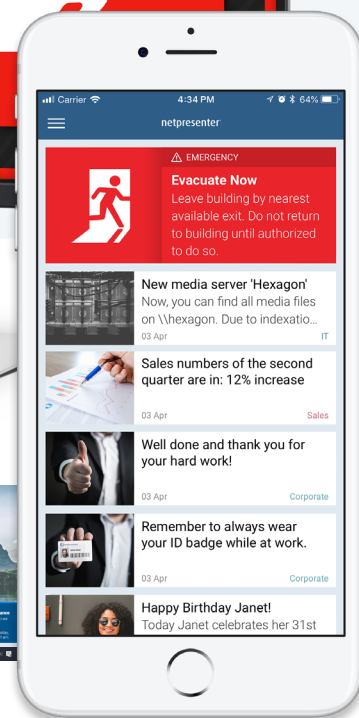 Carrier
4:34 PM
64%
netpresenter
EMERGENCY
Evacuate Now
Leave building by nearest
available exit. Do not return
to building until authorized
to do so.
New media server 'Hexagon'
Now, you can find all media files
on \\hexagon. Due to indexatio...
03 Apr
IT
Sales numbers of the second
quarter are in: 12% increase
03 Apr
Sales
Well done and thank you for
your hard work!
03 Apr
Corporate
Remember to always wear
your ID badge while at work.
03 Apr
Corporate
Happy Birthday Janet!
Today Janet celebrates her 31st